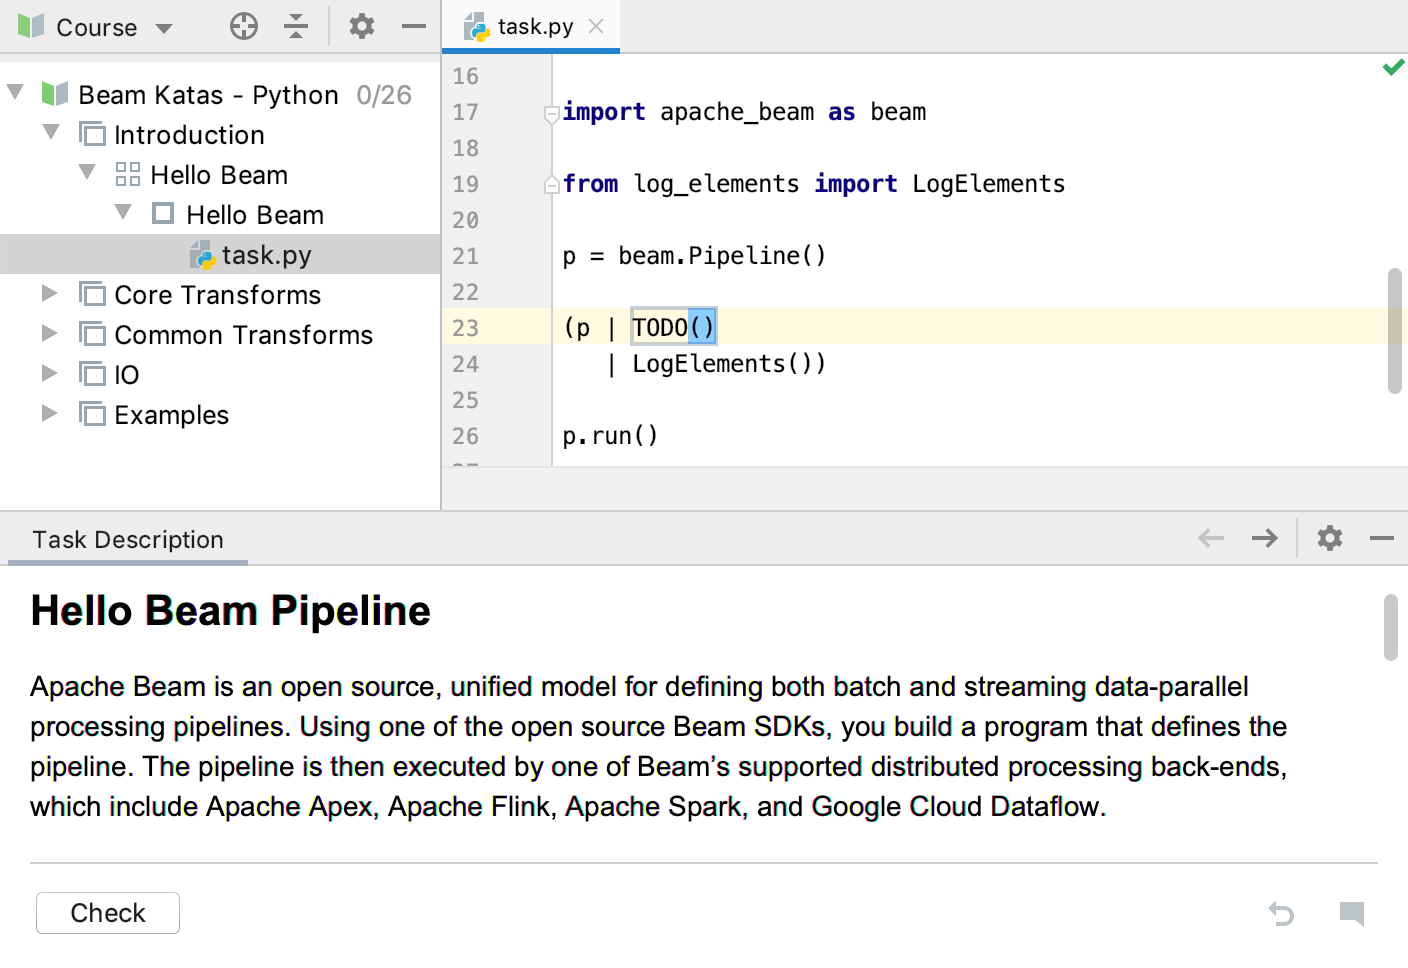 Course
task.py
Beam Katas - Python 0/26
Introduction
Hello Beam
Hello Beam
task.py
Core Transforms
Common Transforms
IO
Examples
16
17 import apache_beam as beam
18
19 from log_elements import LogElements
20
21 p = beam.Pipeline()
22
23 (p | TODO()
24 | LogElements())
25
26 p.run()
Task Description
Hello Beam Pipeline
Apache Beam is an open source, unified model for defining both batch and streaming data-parallel
processing pipelines. Using one of the open source Beam SDKs, you build a program that defines the
pipeline. The pipeline is then executed by one of Beam’s supported distributed processing back-ends,
which include Apache Apex, Apache Flink, Apache Spark, and Google Cloud Dataflow.
Check